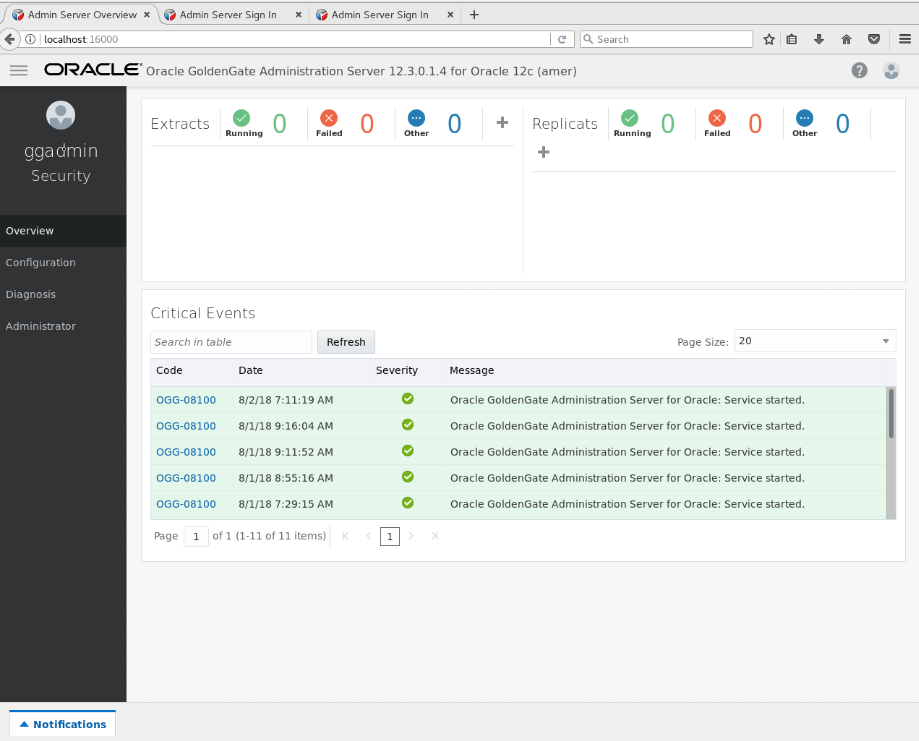 Admin Server Overview × Admin Server Sign In × Admin Server Sign In × +
localhost:16000 Search
ORACLE® Oracle GoldenGate Administration Server 12.3.0.1.4 for Oracle 12c (amer)
ggadmin
Security
Overview
Configuration
Diagnosis
Administrator
Extracts Running 0 Failed 0 Other 0 +
Replicats Running 0 Failed 0 Other 0
+
Critical Events
Search in table Refresh Page Size: 20
Code Date Severity Message
OGG-08100 8/2/18 7:11:19 AM Oracle GoldenGate Administration Server for Oracle: Service started.
OGG-08100 8/1/18 9:16:04 AM Oracle GoldenGate Administration Server for Oracle: Service started.
OGG-08100 8/1/18 9:11:52 AM Oracle GoldenGate Administration Server for Oracle: Service started.
OGG-08100 8/1/18 8:55:16 AM Oracle GoldenGate Administration Server for Oracle: Service started.
OGG-08100 8/1/18 7:29:15 AM Oracle GoldenGate Administration Server for Oracle: Service started.
Page 1 of 1 (1-11 of 11 items) 1
Notifications